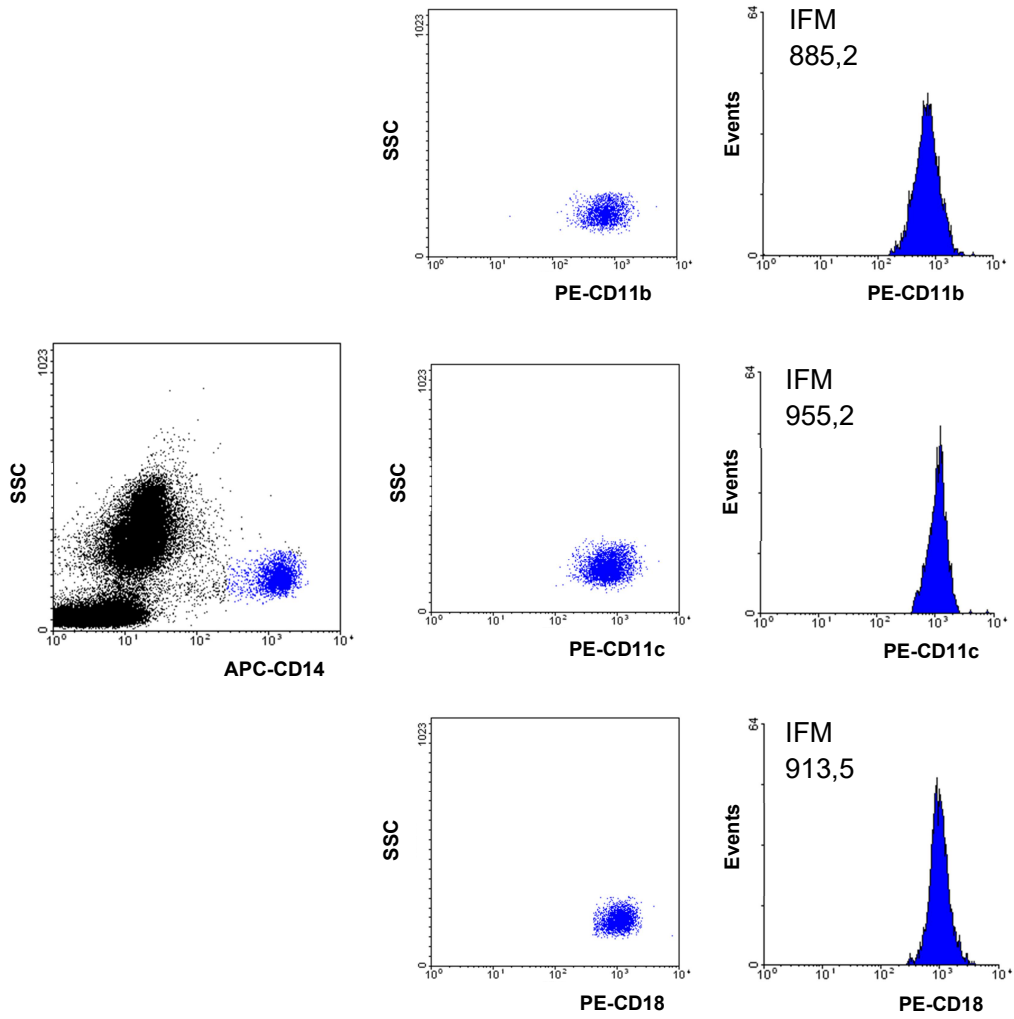 1023
SSC
0
10⁰ 10¹ 10² 10³ 10⁴
PE-CD11b
64
IFM
885,2
Events
0
10⁰ 10¹ 10² 10³ 10⁴
PE-CD11b
1023
SSC
0
10⁰ 10¹ 10² 10³ 10⁴
APC-CD14
1023
SSC
0
10⁰ 10¹ 10² 10³ 10⁴
PE-CD11c
64
IFM
955,2
Events
0
10⁰ 10¹ 10² 10³ 10⁴
PE-CD11c
1023
SSC
0
10⁰ 10¹ 10² 10³ 10⁴
PE-CD18
64
IFM
913,5
Events
0
10⁰ 10¹ 10² 10³ 10⁴
PE-CD18